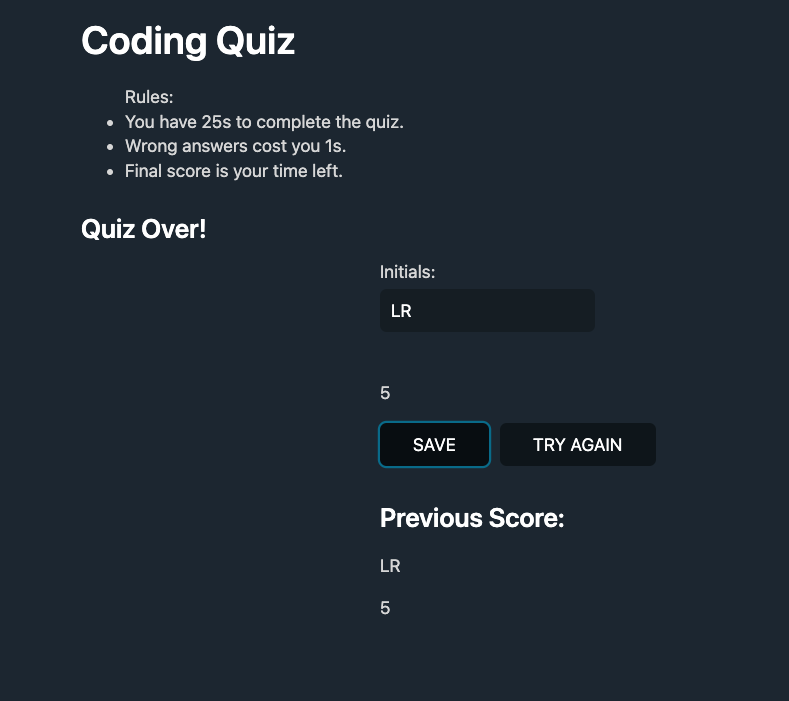 Coding Quiz
Rules:
You have 25s to complete the quiz.
Wrong answers cost you 1s.
Final score is your time left.
Quiz Over!
Initials:
LR
5
SAVE TRY AGAIN
Previous Score:
LR
5